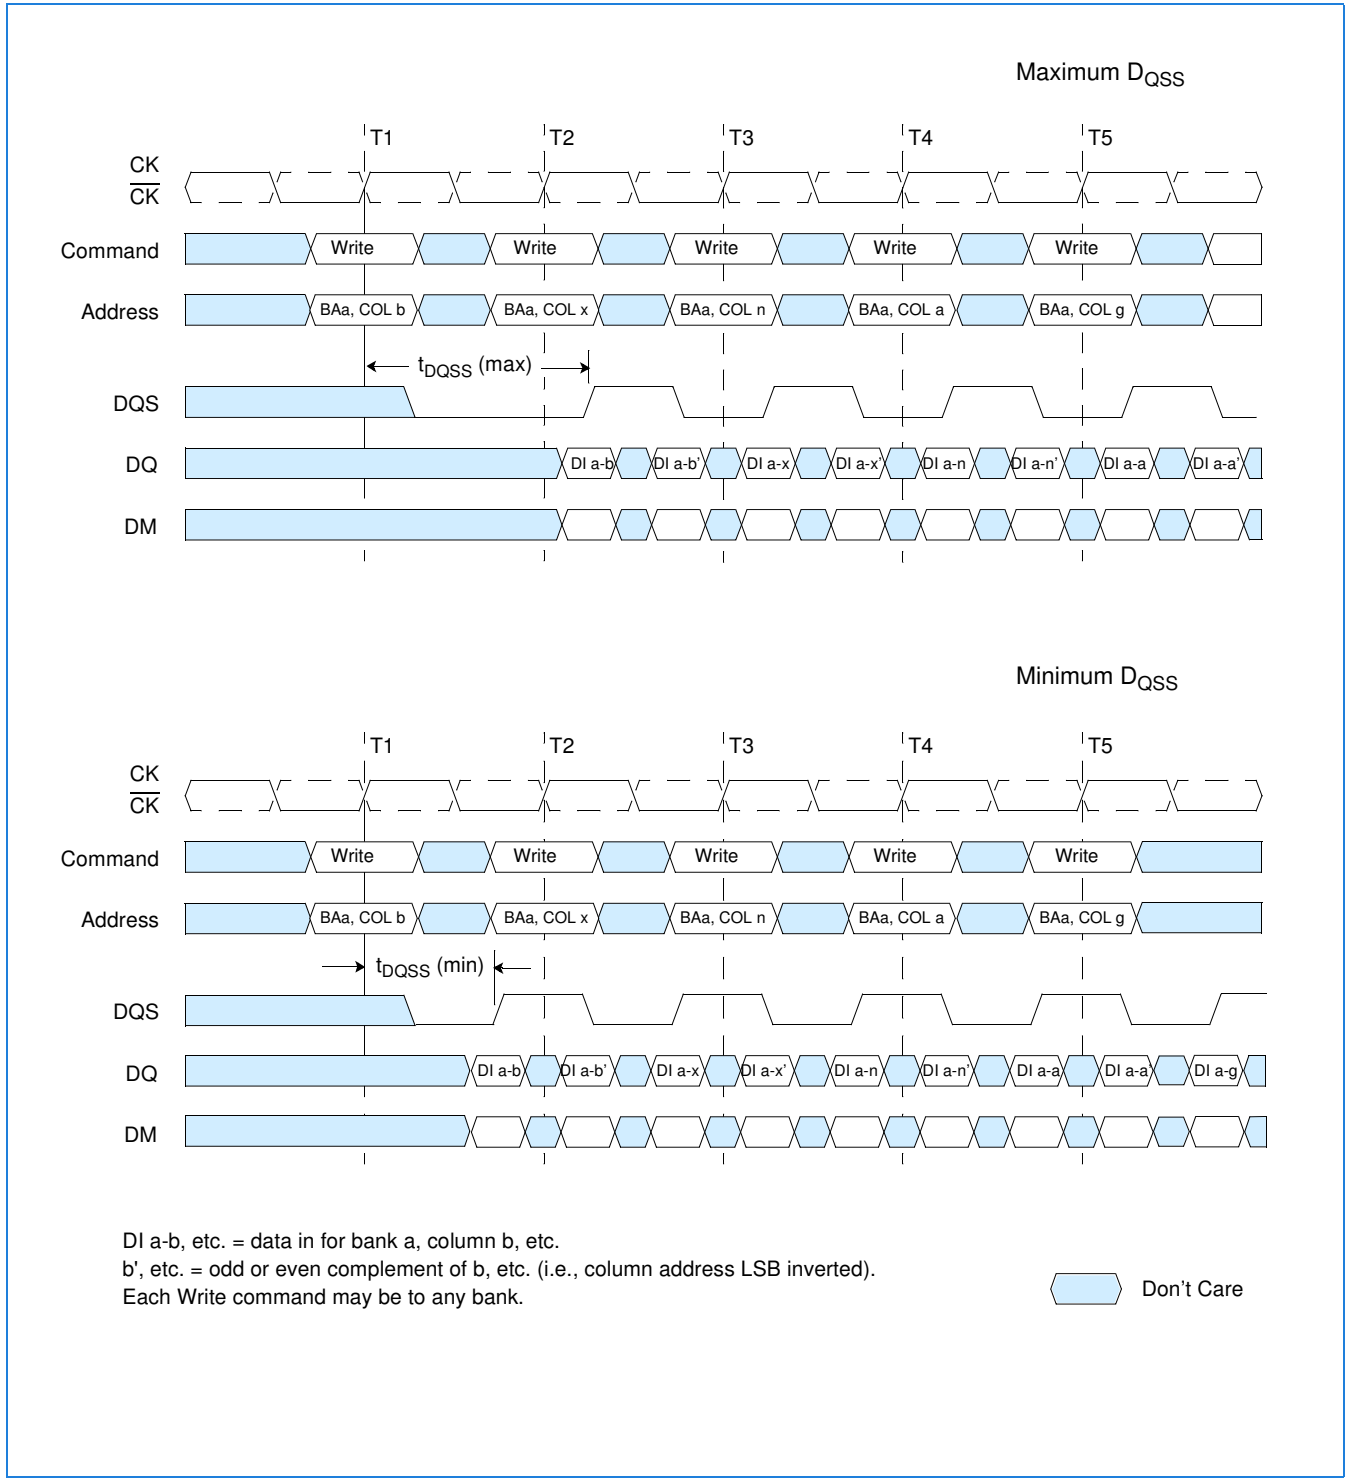 Maximum DQSS
T1 T2 T3 T4 T5
CK
CK
Command Write Write Write Write Write
Address BAa, COL b BAa, COL x BAa, COL n BAa, COL a BAa, COL g
tDQSS (max)
DQS
DQ DI a-b DI a-b’ DI a-x DI a-x’ DI a-n DI a-n’ DI a-a DI a-a’
DM
Minimum DQSS
T1 T2 T3 T4 T5
CK
CK
Command Write Write Write Write Write
Address BAa, COL b BAa, COL x BAa, COL n BAa, COL a BAa, COL g
tDQSS (min)
DQS
DQ DI a-b DI a-b’ DI a-x DI a-x’ DI a-n DI a-n’ DI a-a DI a-a’ DI a-g
DM
DI a-b, etc. = data in for bank a, column b, etc.
b', etc. = odd or even complement of b, etc. (i.e., column address LSB inverted).
Each Write command may be to any bank.
Don't Care